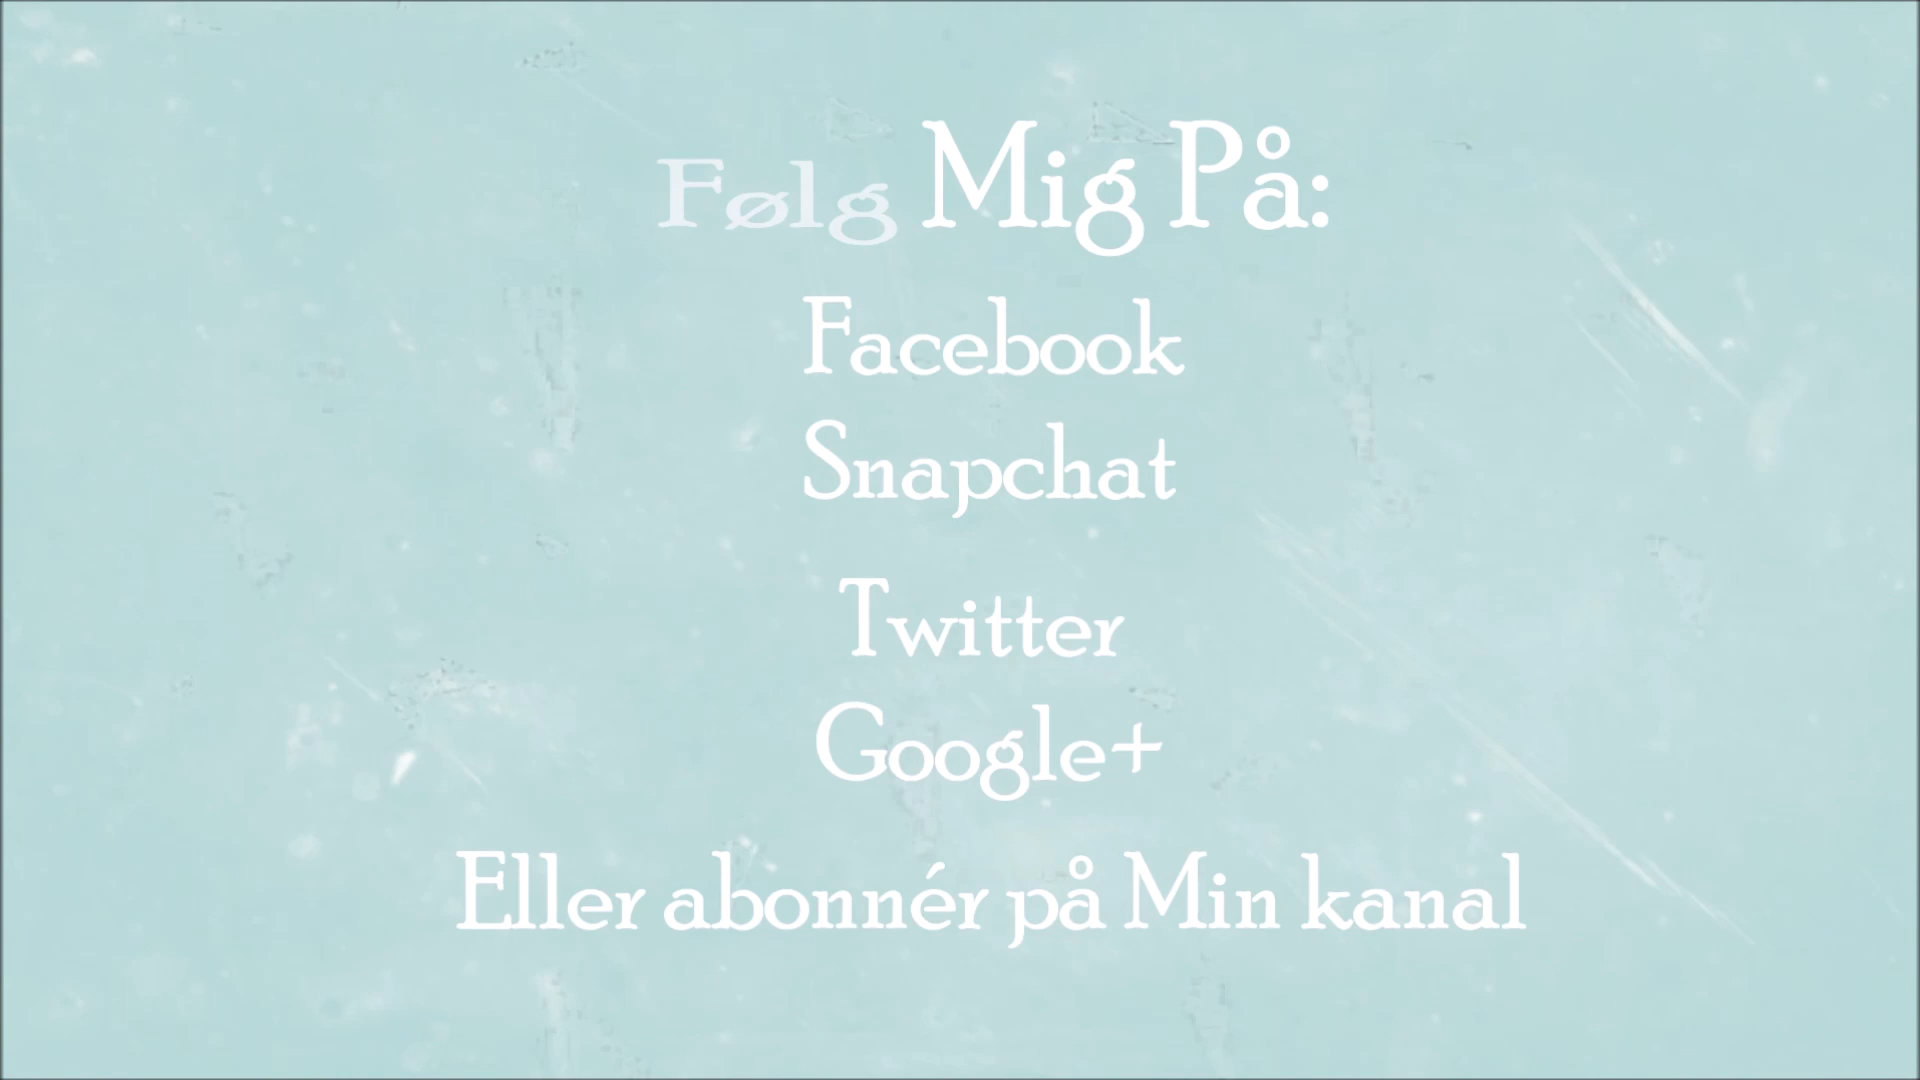 Følg Mig På:
Facebook
Snapchat
Twitter
Google+
Eller abonnér på Min kanal